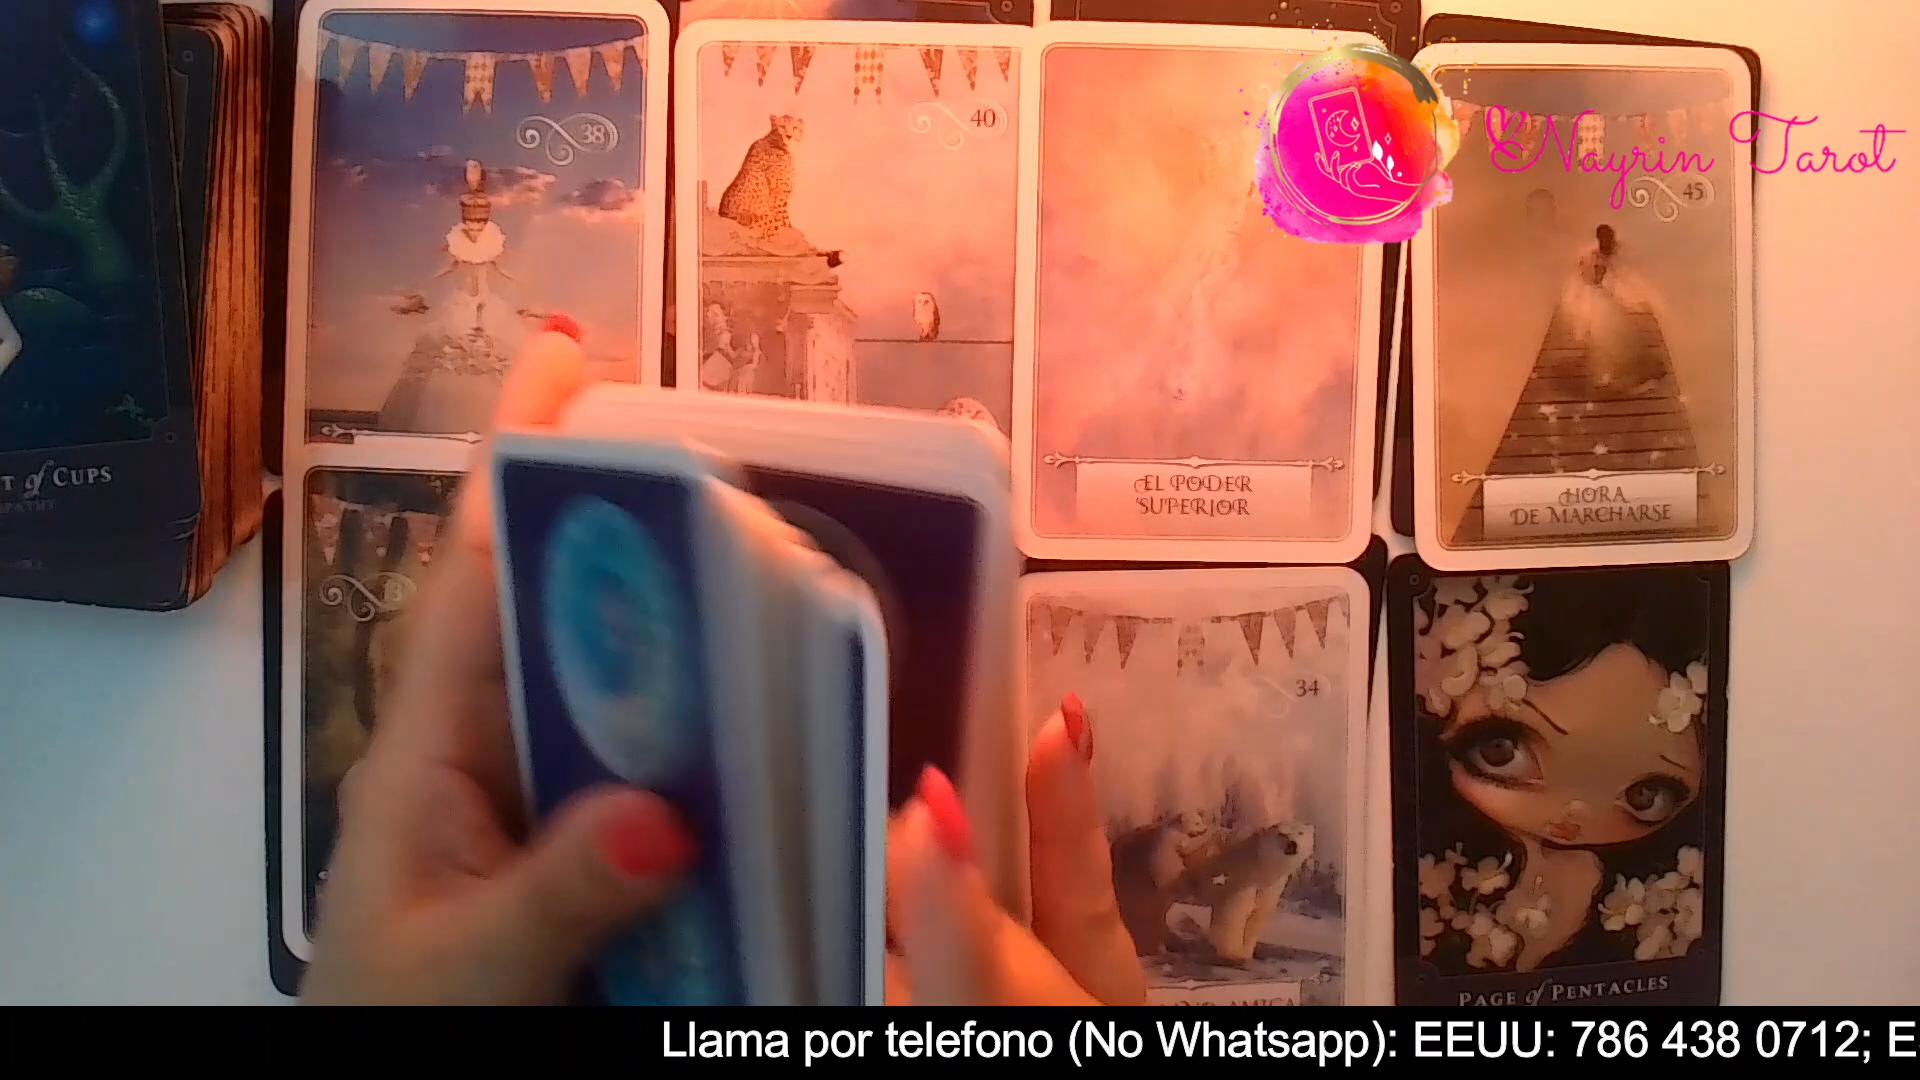 38
40
Nayrin Tarot
45
T of CUPS
EL PODER
SUPERIOR
HORA
DE MARCHARSE
13
34
PAGE of PENTACLES
Llama por telefono (No Whatsapp): EEUU: 786 438 0712; E